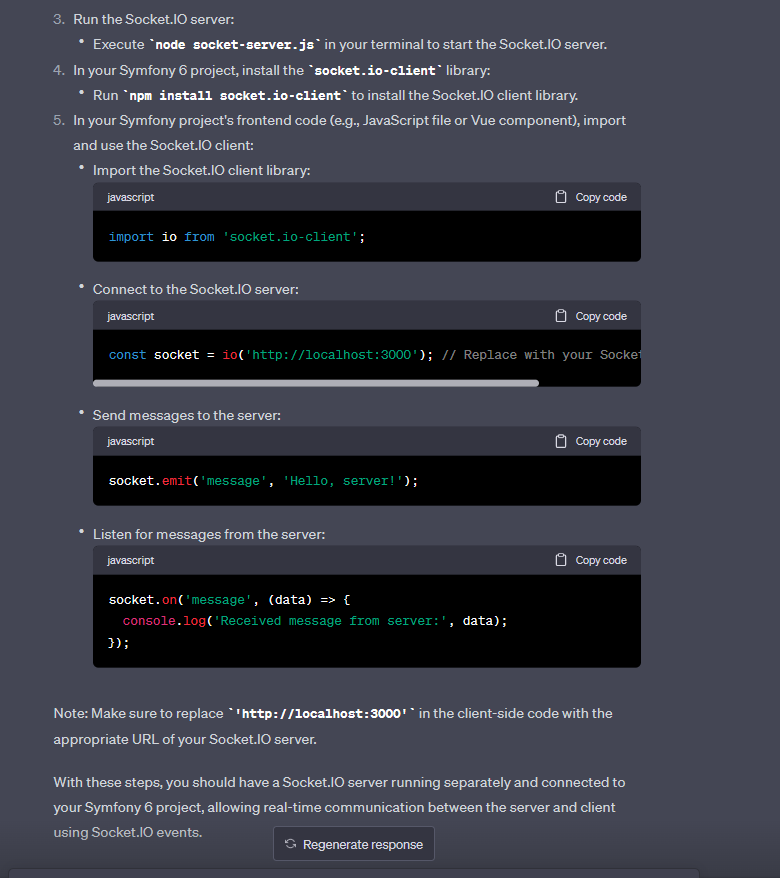 3. Run the Socket.IO server:
• Execute `node socket-server.js` in your terminal to start the Socket.IO server.
4. In your Symfony 6 project, install the `socket.io-client` library:
• Run `npm install socket.io-client` to install the Socket.IO client library.
5. In your Symfony project's frontend code (e.g., JavaScript file or Vue component), import
and use the Socket.IO client:
• Import the Socket.IO client library:
javascript Copy code
import io from 'socket.io-client';
• Connect to the Socket.IO server:
javascript Copy code
const socket = io('http://localhost:3000'); // Replace with your Socket
• Send messages to the server:
javascript Copy code
socket.emit('message', 'Hello, server!');
• Listen for messages from the server:
javascript Copy code
socket.on('message', (data) => {
console.log('Received message from server:', data);
});
Note: Make sure to replace `'http://localhost:3000'` in the client-side code with the
appropriate URL of your Socket.IO server.
With these steps, you should have a Socket.IO server running separately and connected to
your Symfony 6 project, allowing real-time communication between the server and client
using Socket.IO events.
Regenerate response